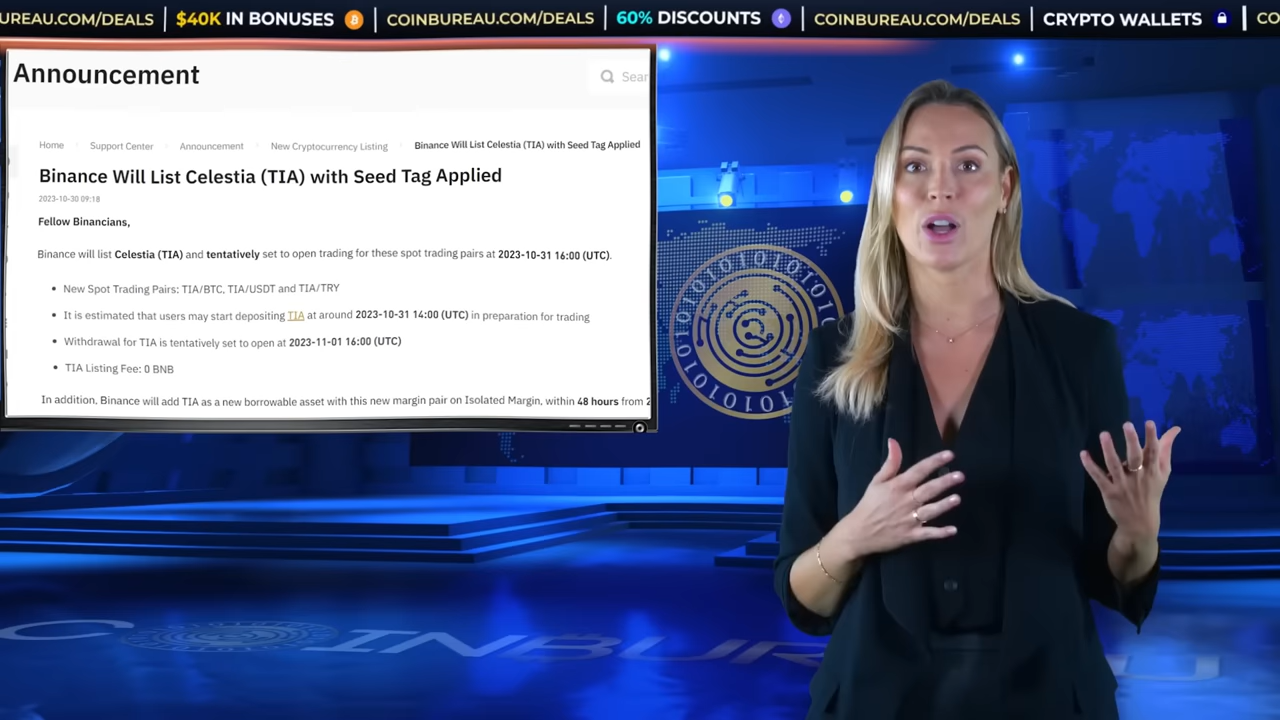 UREAU.COM/DEALS | $40K IN BONUSES | COINBUREAU.COM/DEALS | 60% DISCOUNTS | COINBUREAU.COM/DEALS | CRYPTO WALLETS | CO
Announcement
Sear
Home Support Center Announcement New Cryptocurrency Listing Binance Will List Celestia (TIA) with Seed Tag Applied
Binance Will List Celestia (TIA) with Seed Tag Applied
2023-10-30 09:18
Fellow Binancians,
Binance will list Celestia (TIA) and tentatively set to open trading for these spot trading pairs at 2023-10-31 16:00 (UTC).
• New Spot Trading Pairs: TIA/BTC, TIA/USDT and TIA/TRY
• It is estimated that users may start depositing TIA at around 2023-10-31 14:00 (UTC) in preparation for trading
• Withdrawal for TIA is tentatively set to open at 2023-11-01 16:00 (UTC)
• TIA Listing Fee: 0 BNB
In addition, Binance will add TIA as a new borrowable asset with this new margin pair on Isolated Margin, within 48 hours from 2
COINBUR U